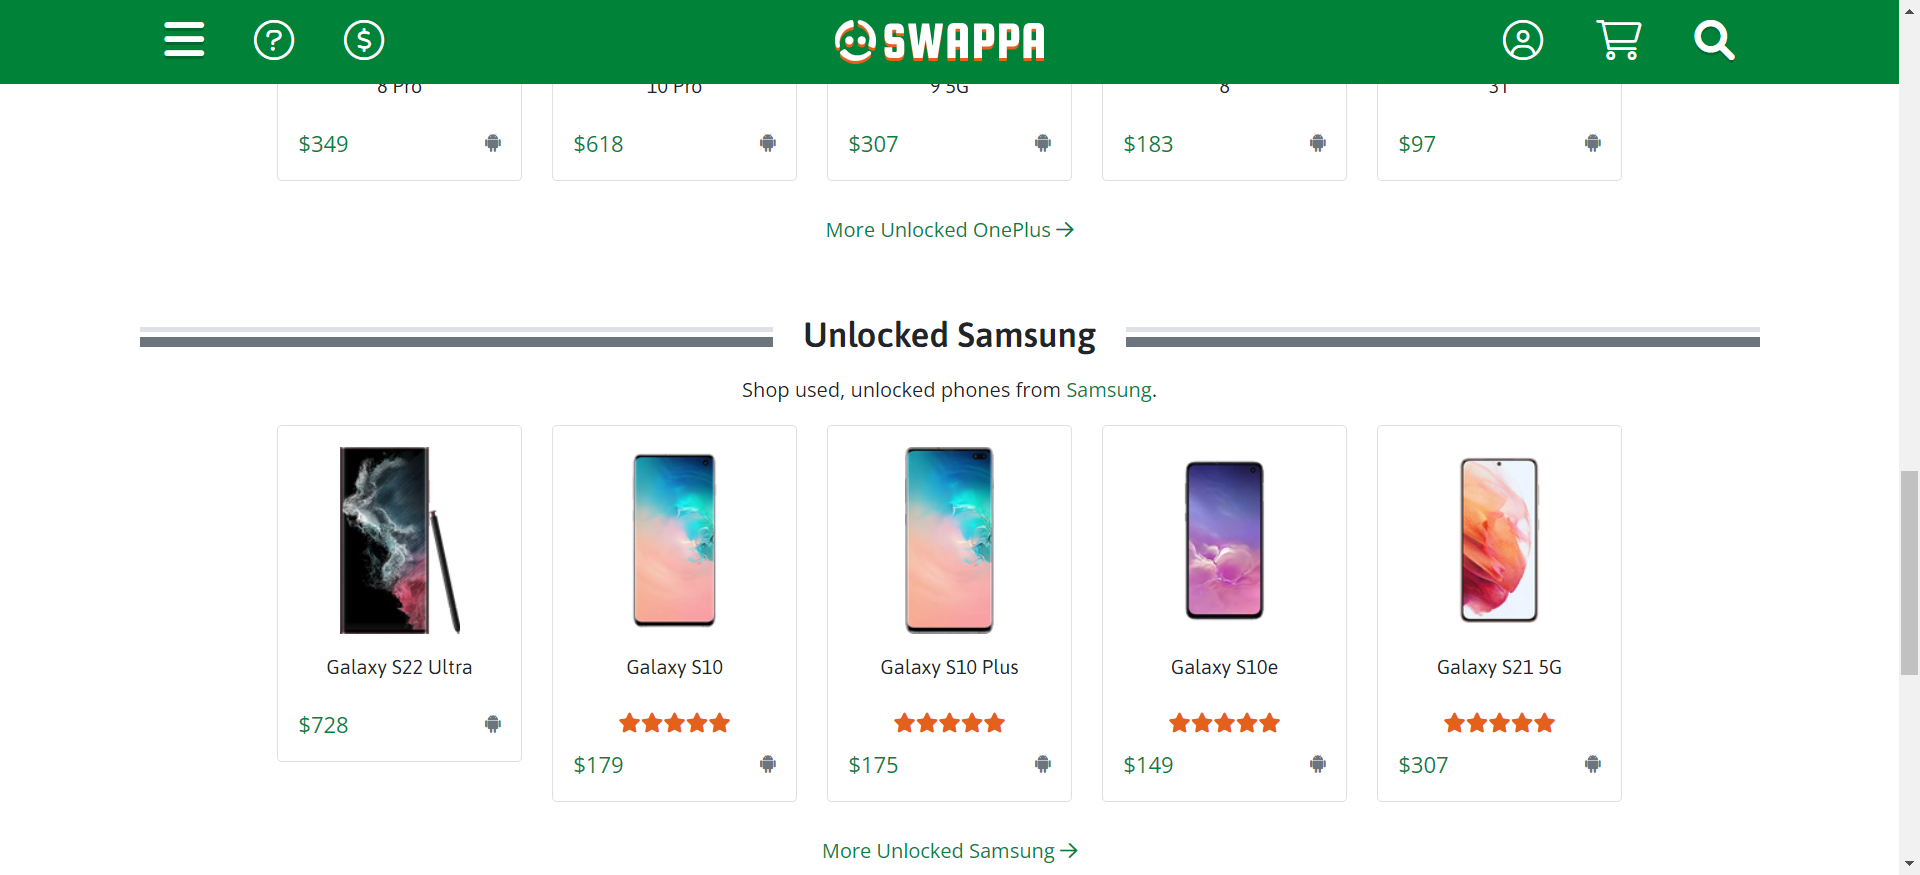 SWAPPA
8 Pro
10 Pro
9 5G
8
31
$349
$618
$307
$183
$97
More Unlocked OnePlus →
Unlocked Samsung
Shop used, unlocked phones from Samsung.
Galaxy S22 Ultra
Galaxy S10
Galaxy S10 Plus
Galaxy S10e
Galaxy S21 5G
$728
$179
$175
$149
$307
More Unlocked Samsung →